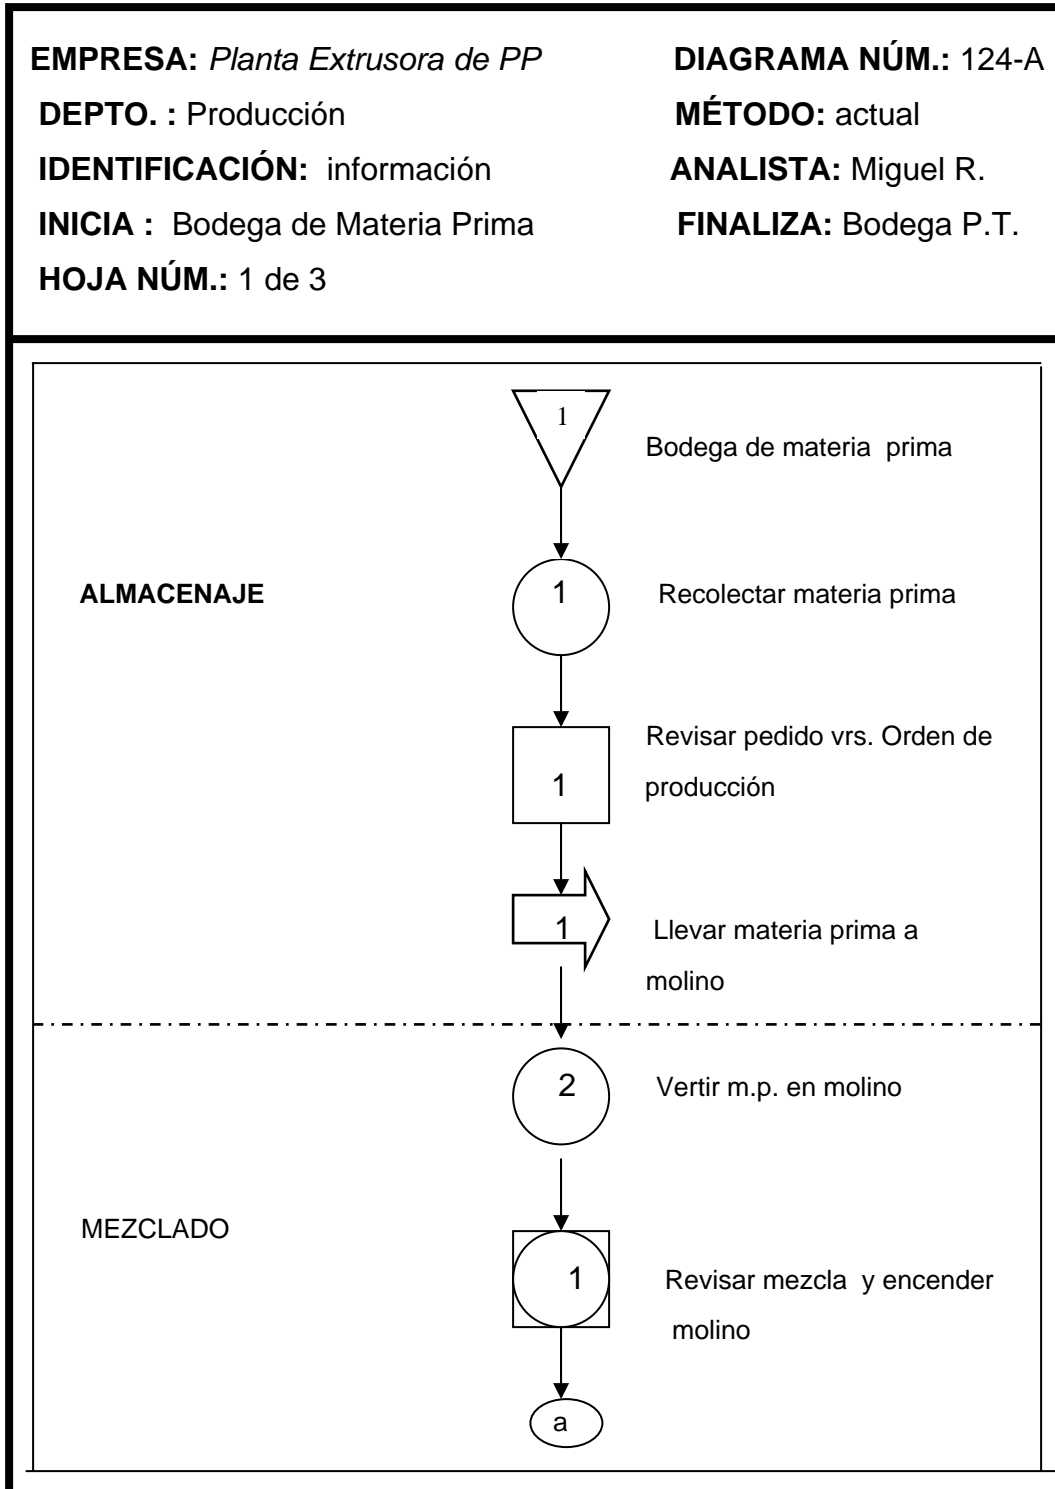 EMPRESA: Planta Extrusora de PP DIAGRAMA NÚM.: 124-A
DEPTO. : Producción MÉTODO: actual
IDENTIFICACIÓN: información ANALISTA: Miguel R.
INICIA : Bodega de Materia Prima FINALIZA: Bodega P.T.
HOJA NÚM.: 1 de 3
1
Bodega de materia prima
ALMACENAJE
1
Recolectar materia prima
Revisar pedido vrs. Orden de
1
producción
1
Llevar materia prima a
molino
2
Vertir m.p. en molino
MEZCLADO
1
Revisar mezcla y encender
molino
a